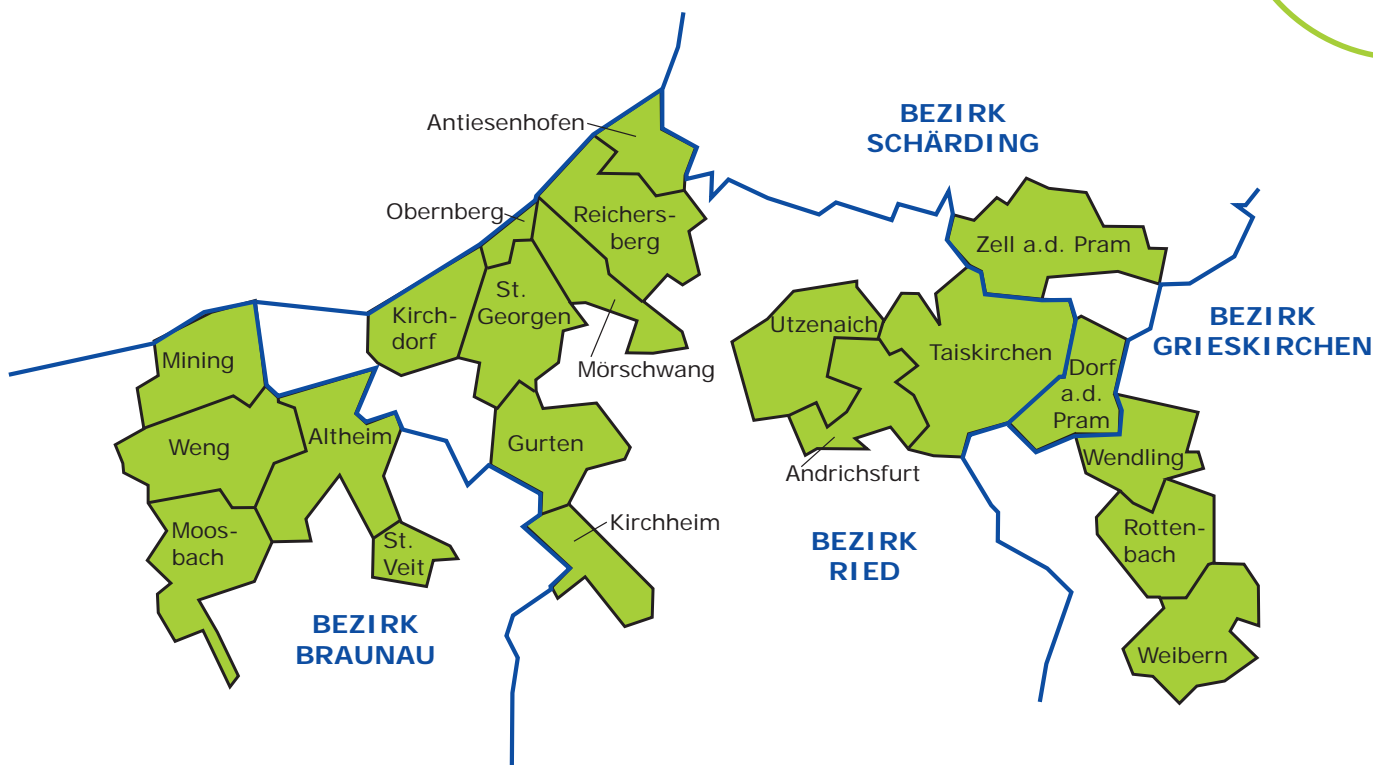 Antiesenhofen
BEZIRK
SCHÄRDING
Obernberg
Reichers-
berg
Zell a.d. Pram
St.
Georgen
Kirch-
dorf
Utzenaich
BEZIRK
GRIESKIRCHEN
Mining
Mörschwang
Taiskirchen
Dorf
a.d.
Pram
Weng
Altheim
Gurten
Wendling
Andrichsfurt
Moos-
bach
Kirchheim
Rotten-
bach
St.
Veit
BEZIRK
RIED
BEZIRK
BRAUNAU
Weibern